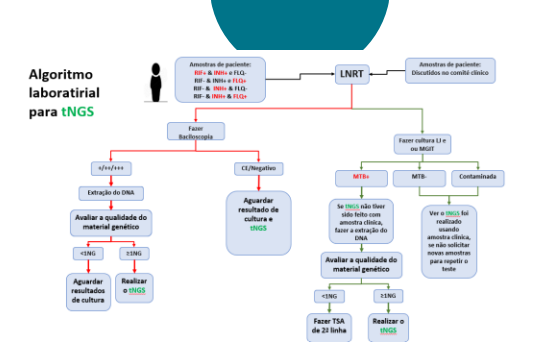 Algoritmo
laboratirial
para tNGS
Amostras de paciente:
RIF+ & INH+ e FLQ-
RIF- & INH+ e FLQ+
RIF- & INH+ & FLQ-
RIF- & INH+ & FLQ+
LNRT
Amostras de paciente:
Discutidos no comité clínico
Fazer
Baciloscopia
Fazer cultura LJ e
ou MGIT
+/++/+++
CE/Negativo
MTB+
MTB-
Contaminada
Extração do DNA
Aguardar
resultado de
cultura e
tNGS
Se tNGS não tiver
sido feito com
amostra clínica,
fazer a extração do
DNA
Ver o tNGS foi
realizado
usando
amostra clínica,
se não solicitar
novas amostras
para repetir o
teste
Avaliar a qualidade do
material genético
Avaliar a qualidade do
material genético
<1NG
≥1NG
<1NG
≥1NG
Aguardar
resultados
de cultura
Realizar
o tNGS
Fazer TSA
de 2ª linha
Realizar o
tNGS